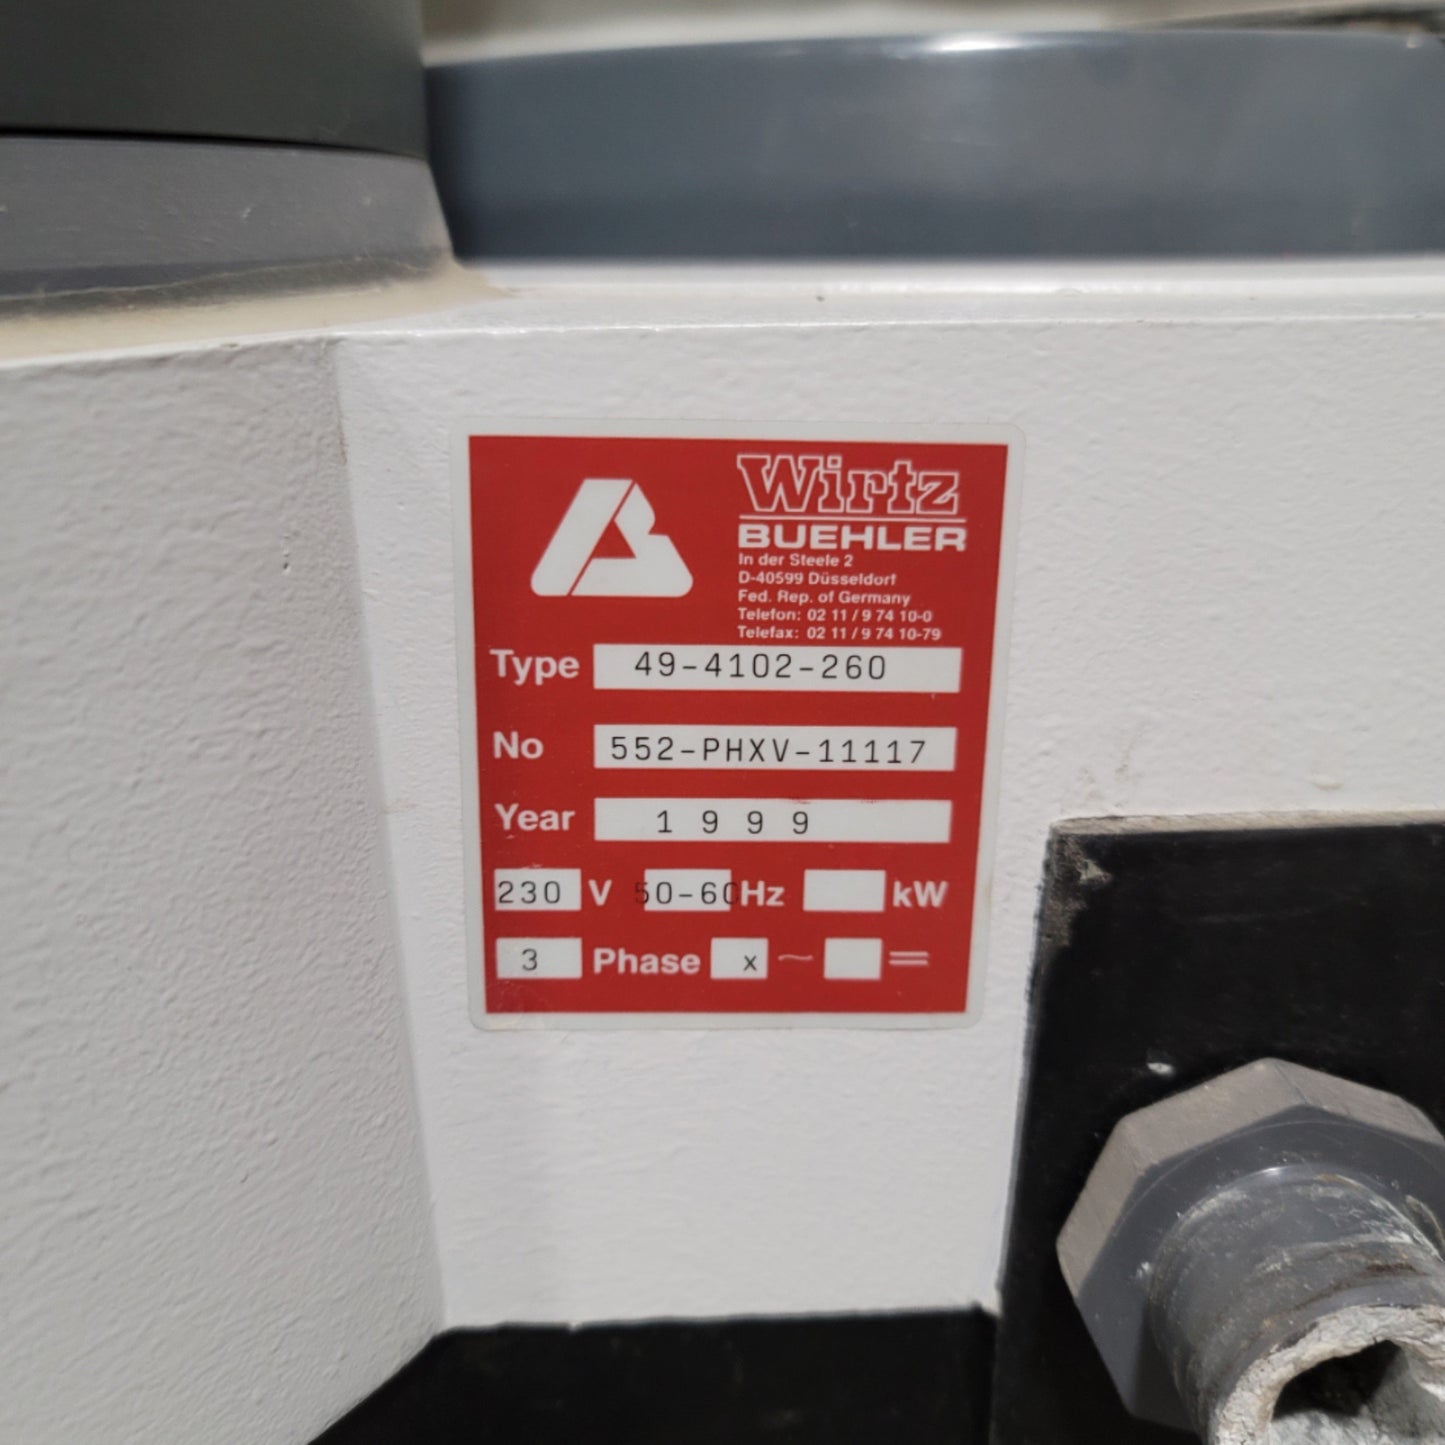 Wirtz
BUEHLER
In der Steele 2
D-40599 Düsseldorf
Fed. Rep. of Germany
Telefon: 02 11 / 9 74 10-0
Telefax: 02 11 / 9 74 10-79
Type 49-4102-260
No 552-PHXV-11117
Year 1 9 9 9
230 V 50-60 Hz kW
3 Phase x ~ =